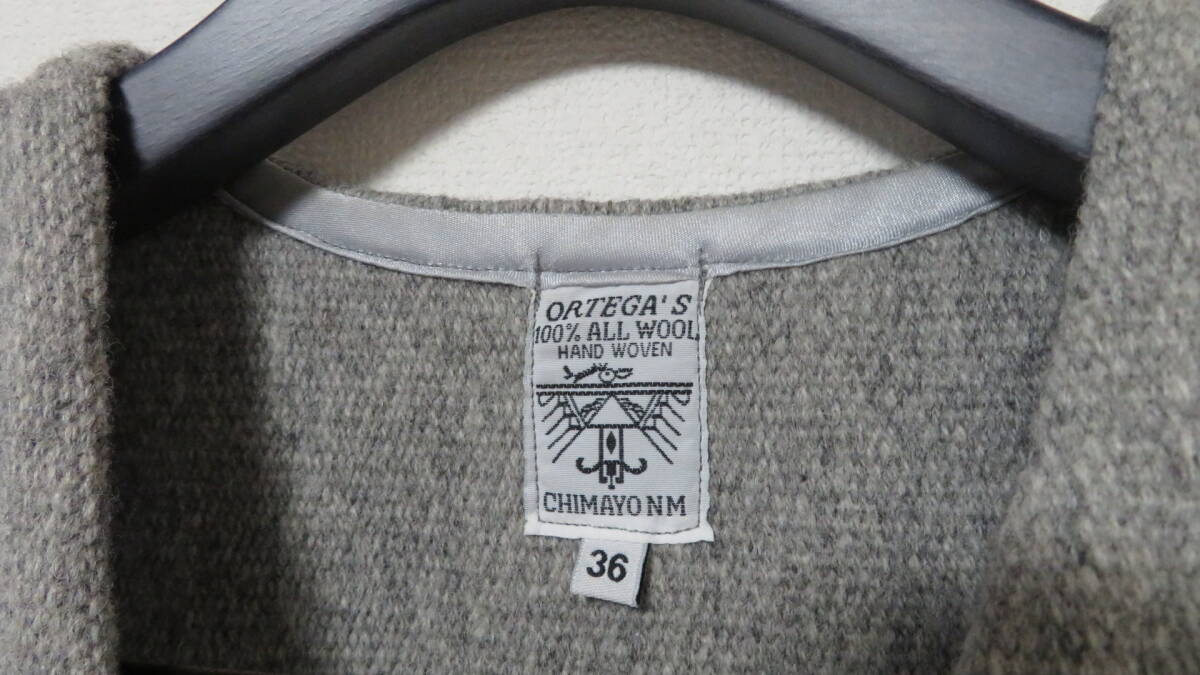 ORTEGA'S
100% ALL WOOL
HAND WOVEN
CHIMAYO NM
36